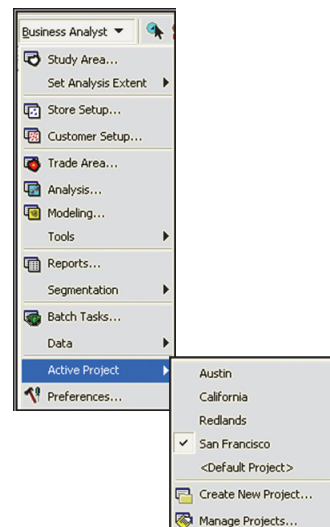 Business Analyst
Study Area...
Set Analysis Extent
Store Setup...
Customer Setup...
Trade Area...
Analysis...
Modeling...
Tools
Reports...
Segmentation
Batch Tasks...
Data
Active Project
Preferences...
Austin
California
Redlands
San Francisco
<Default Project>
Create New Project...
Manage Projects...